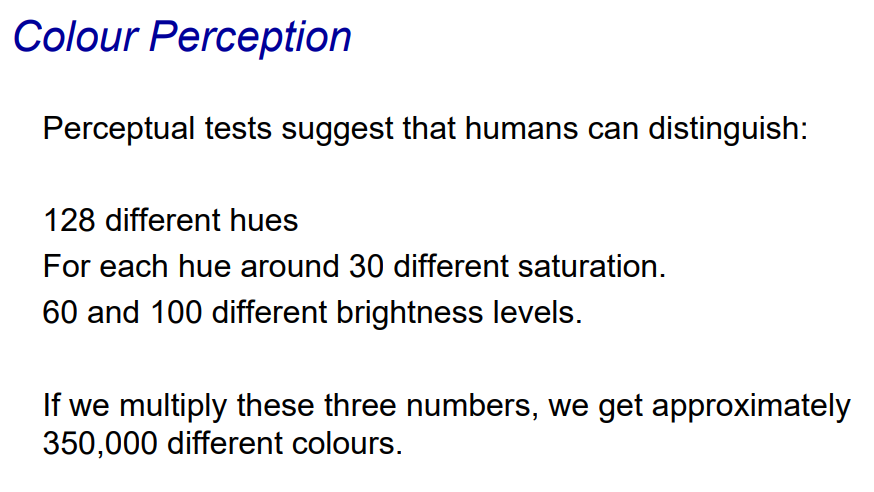 Colour Perception
Perceptual tests suggest that humans can distinguish:
128 different hues
For each hue around 30 different saturation.
60 and 100 different brightness levels.
If we multiply these three numbers, we get approximately
350,000 different colours.